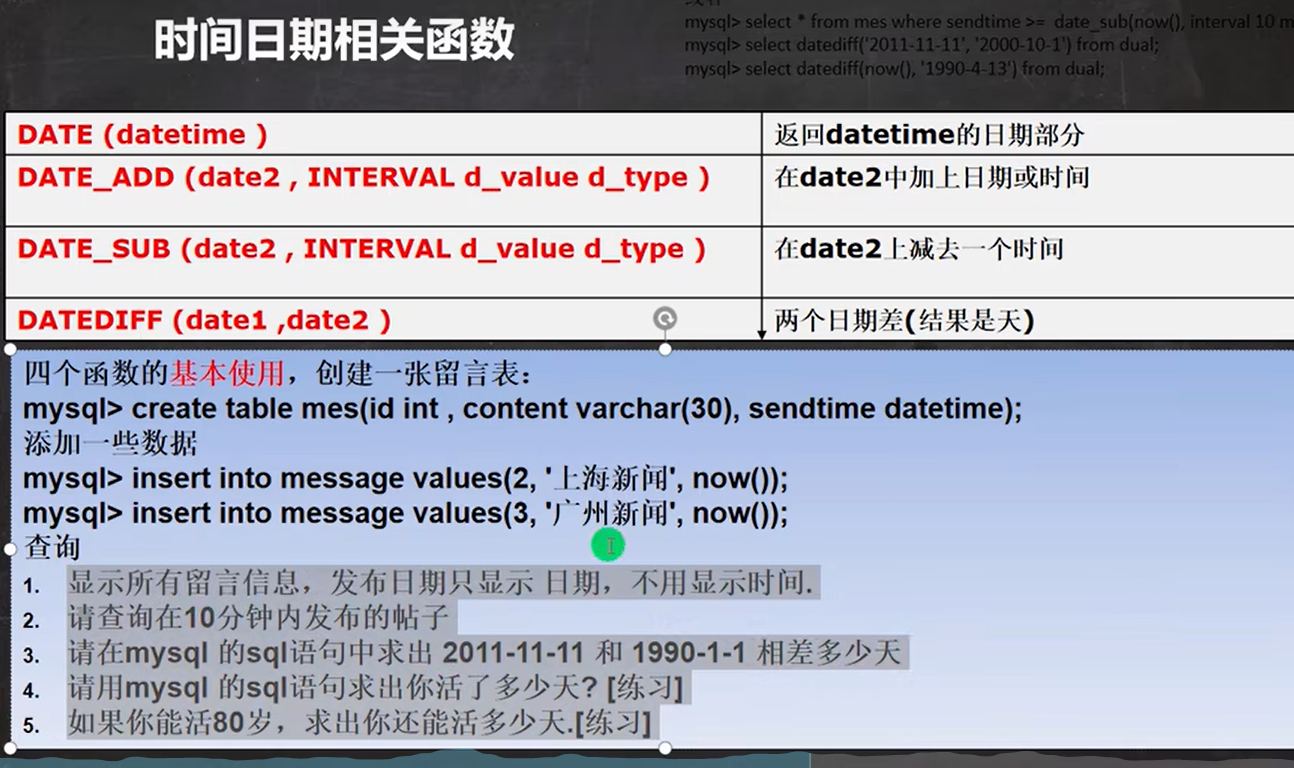 时间日期相关函数
mysql> select * from mes where sendtime >= date_sub(now(), interval 10 m
mysql> select datediff('2011-11-11', '2000-10-1') from dual;
mysql> select datediff(now(), '1990-4-13') from dual;
DATE (datetime ) 返回datetime的日期部分
DATE_ADD (date2 , INTERVAL d_value d_type ) 在date2中加上日期或时间
DATE_SUB (date2 , INTERVAL d_value d_type ) 在date2上减去一个时间
DATEDIFF (date1 ,date2 ) 两个日期差(结果是天)
四个函数的基本使用，创建一张留言表：
mysql> create table mes(id int , content varchar(30), sendtime datetime);
添加一些数据
mysql> insert into message values(2, '上海新闻', now());
mysql> insert into message values(3, '广州新闻', now());
查询
1. 显示所有留言信息，发布日期只显示 日期，不用显示时间.
2. 请查询在10分钟内发布的帖子
3. 请在mysql 的sql语句中求出 2011-11-11 和 1990-1-1 相差多少天
4. 请用mysql 的sql语句求出你活了多少天? [练习]
5. 如果你能活80岁，求出你还能活多少天.[练习]